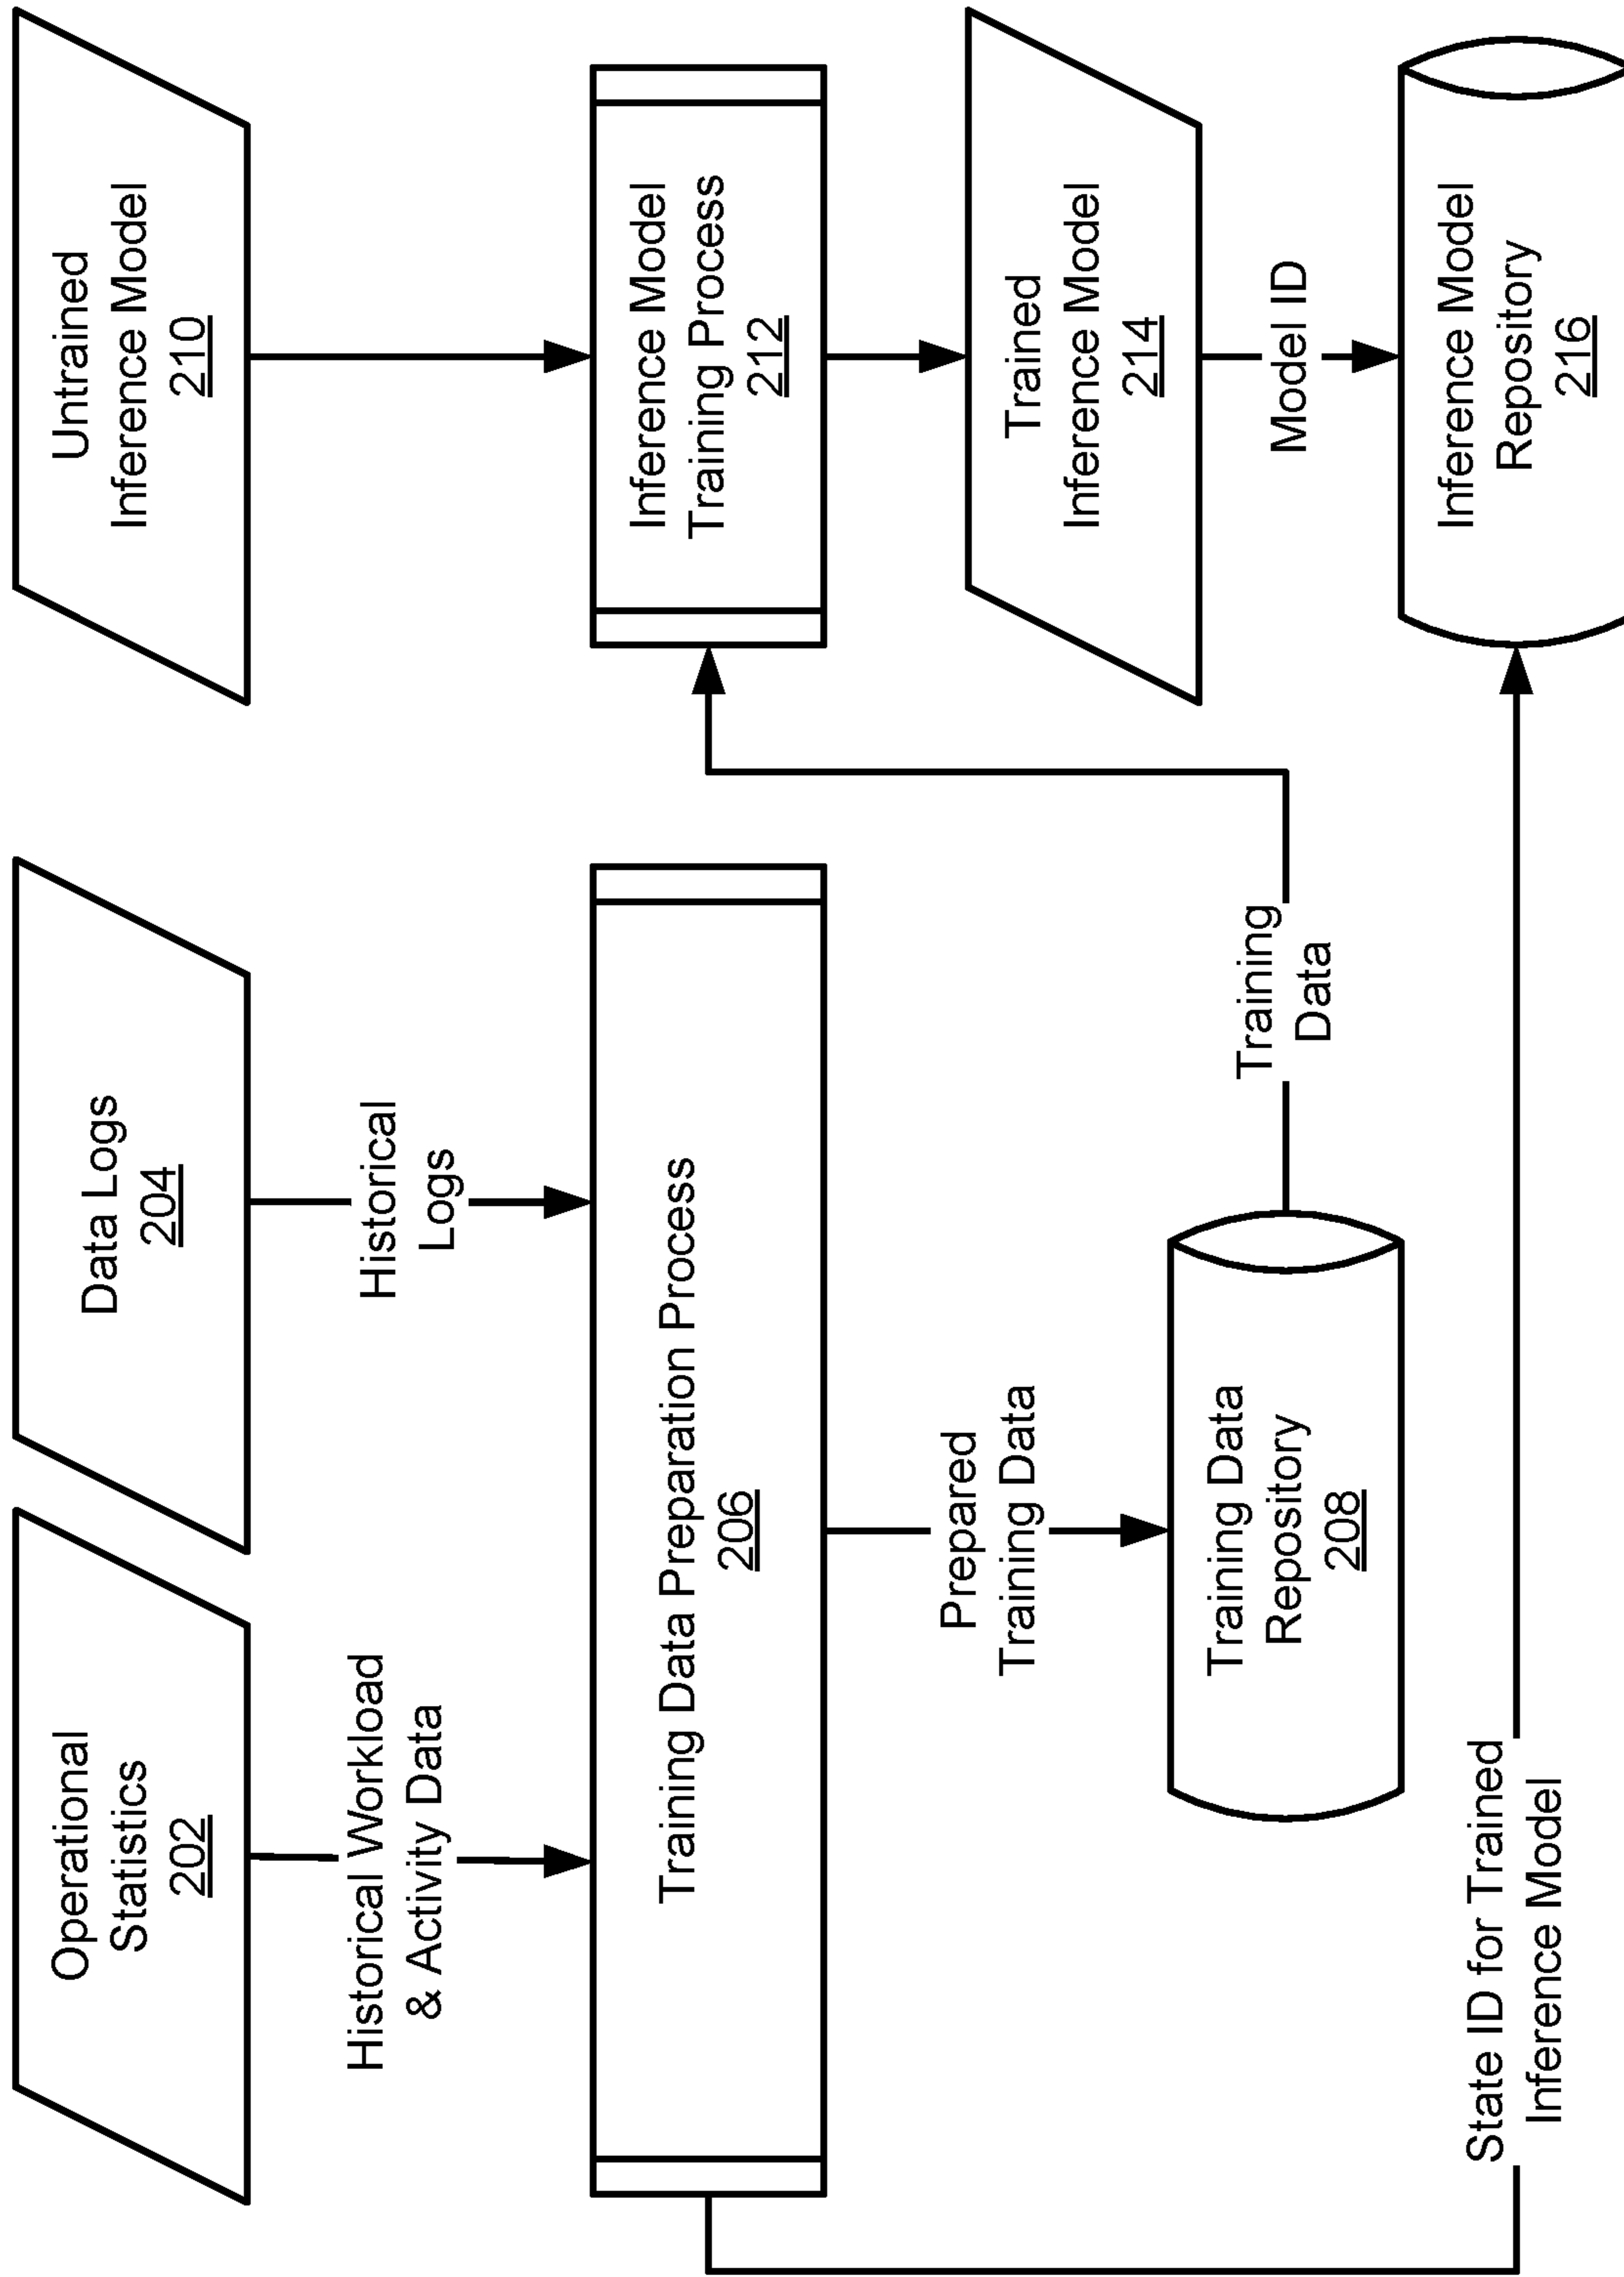 Operational
Statistics
202
Data Logs
204
Untrained
Inference Model
210
Historical Workload
& Activity Data
Historical
Logs
Training Data Preparation Process
206
Inference Model
Training Process
212
Prepared
Training Data
Trained
Inference Model
214
Training Data
Repository
208
Training
Data
Model ID
State ID for Trained
Inference Model
Inference Model
Repository
216